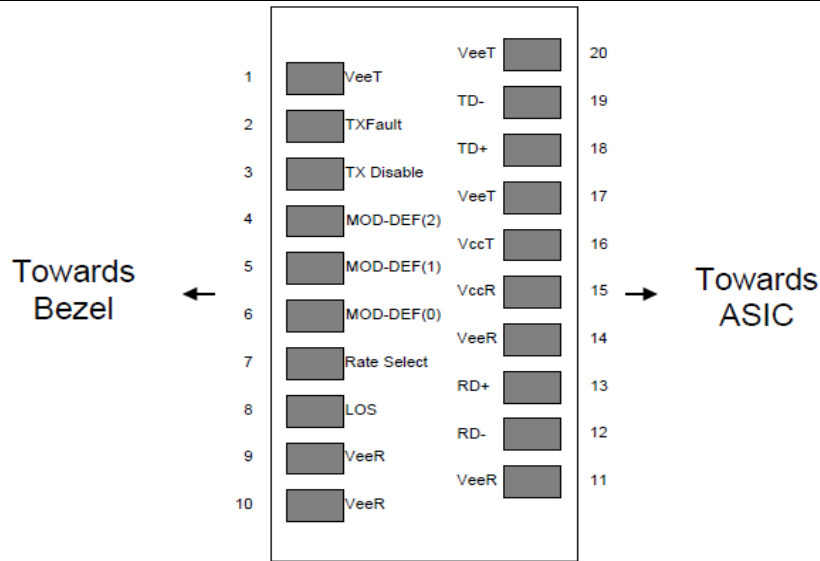 VeeT 20
1 VeeT
TD- 19
2 TXFault
TD+ 18
3 TX Disable
VeeT 17
4 MOD-DEF(2)
VccT 16
5 MOD-DEF(1)
Towards
Bezel
VccR 15
Towards
ASIC
6 MOD-DEF(0)
VeeR 14
7 Rate Select
RD+ 13
8 LOS
RD- 12
9 VeeR
VeeR 11
10 VeeR